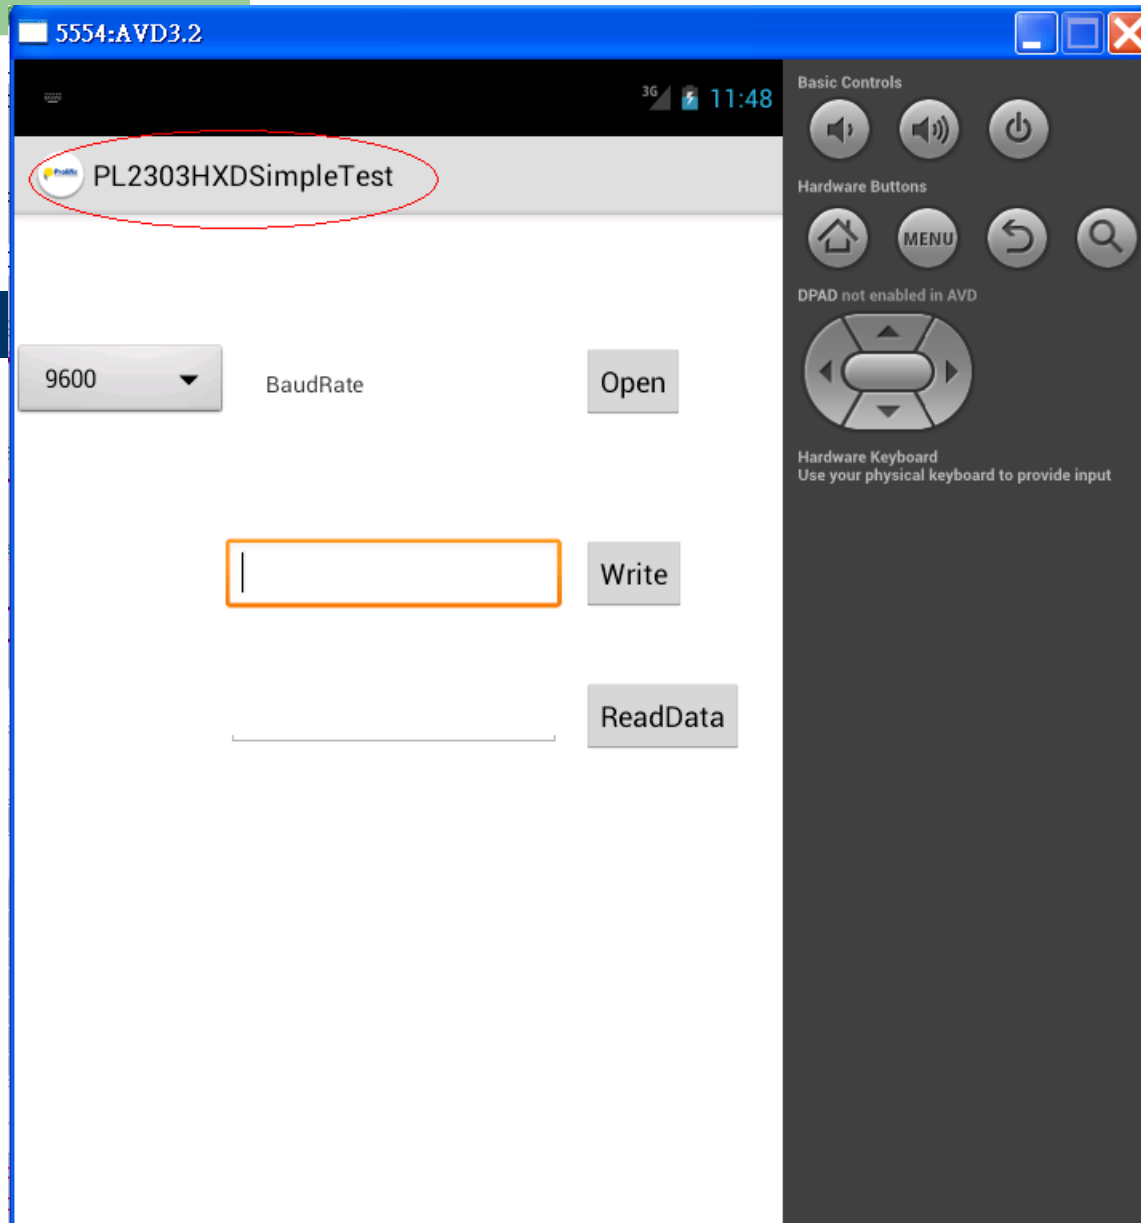 5554:AVD3.2
3G 11:48
Prolific PL2303HXDSimpleTest
9600 BaudRate Open
Write
ReadData
Basic Controls
Hardware Buttons
MENU
DPAD not enabled in AVD
Hardware Keyboard
Use your physical keyboard to provide input